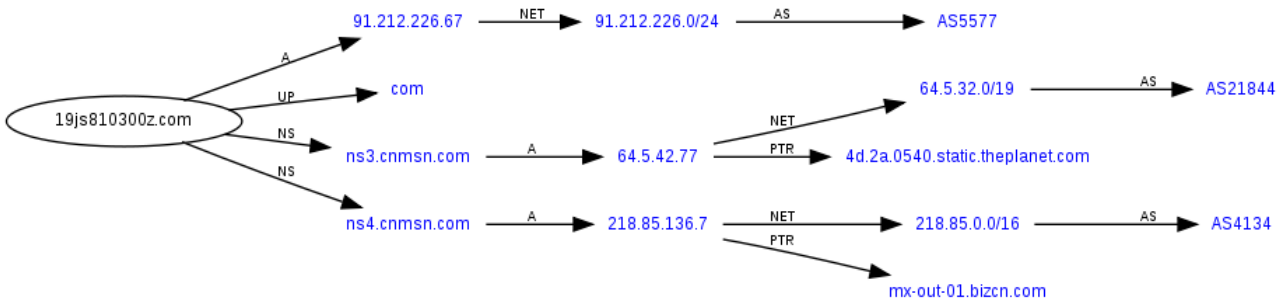 91.212.226.67 NET 91.212.226.0/24 AS AS5577
A
com 64.5.32.0/19 AS AS21844
UP
19js810300z.com NET
NS ns3.cnmsn.com A 64.5.42.77 PTR 4d.2a.0540.static.theplanet.com
NS
ns4.cnmsn.com A 218.85.136.7 NET 218.85.0.0/16 AS AS4134
PTR
mx-out-01.bizcn.com